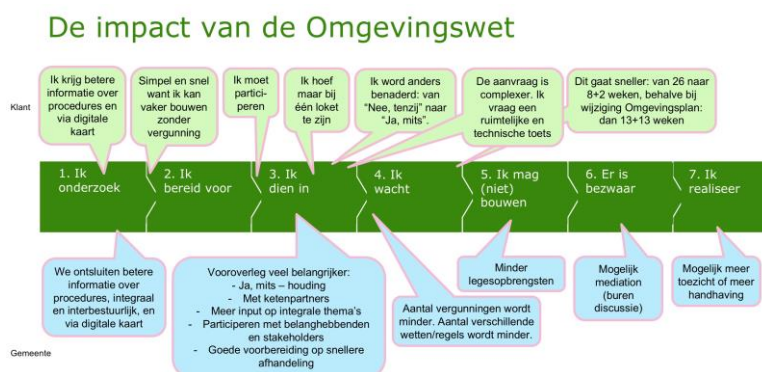 De impact van de Omgevingswet
Klant
Ik krijg betere
informatie over
procedures en
via digitale
kaart
Simpel en snel
want ik kan
vaker bouwen
zonder
vergunning
Ik moet
partici-
peren
Ik hoef
maar bij
één loket
te zijn
Ik word anders
benaderd: van
“Nee, tenzij” naar
“Ja, mits”.
De aanvraag is
complexer. Ik
vraag een
ruimtelijke en
technische toets
Dit gaat sneller: van 26 naar
8+2 weken, behalve bij
wijziging Omgevingsplan:
dan 13+13 weken
1. Ik
onderzoek
2. Ik
bereid voor
3. Ik
dien in
4. Ik
wacht
5. Ik mag
(niet)
bouwen
6. Er is
bezwaar
7. Ik
realiseer
We ontsluiten betere
informatie over
procedures, integraal
en interbestuurlijk, en
via digitale kaart
Vooroverleg veel belangrijker:
- Ja, mits – houding
- Met ketenpartners
- Meer input op integrale thema’s
- Participeren met belanghebbenden
en stakeholders
- Goede voorbereiding op snellere
afhandeling
Aantal vergunningen wordt
minder. Aantal verschillende
wetten/regels wordt minder.
Minder
legesopbrengsten
Mogelijk
mediation
(buren
discussie)
Mogelijk meer
toezicht of meer
handhaving
Gemeente